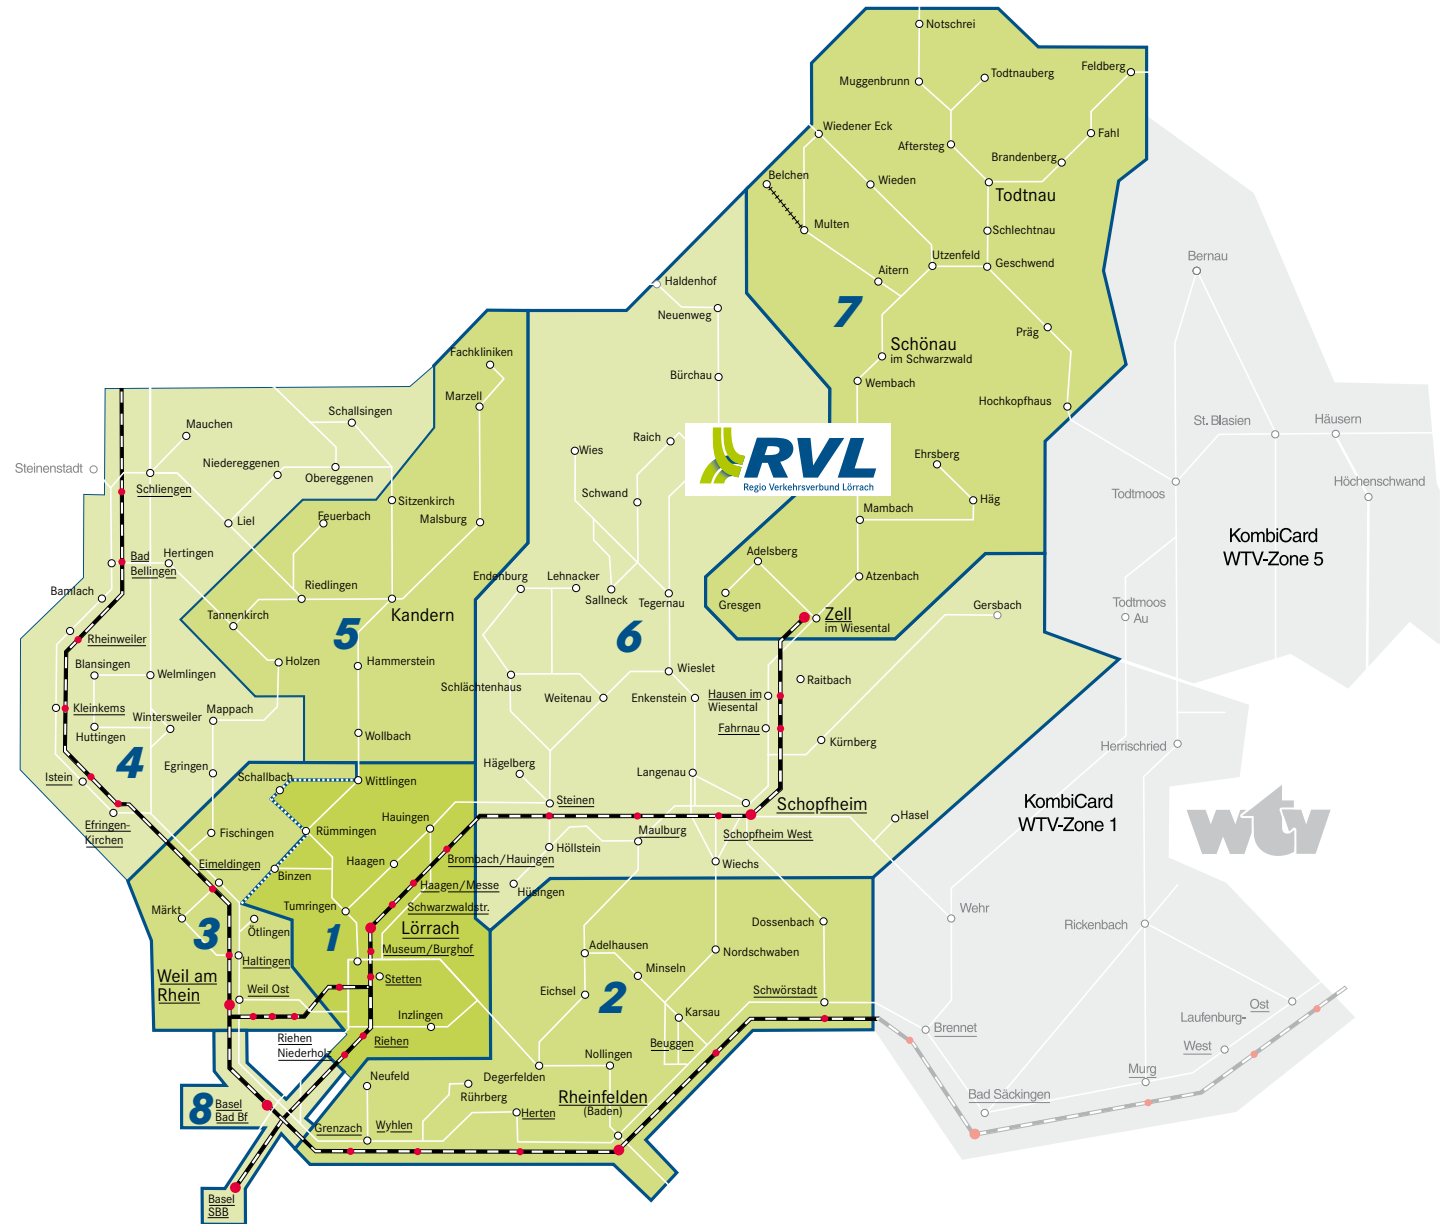 Notschrei
Feldberg
Todtnauberg
Muggenbrunn
Wiedener Eck
Fahl
Aftersteg
Brandenberg
Belchen
Wieden
Todtnau
Multen
Schlechtnau
Utzenfeld
Geschwend
Bernau
Aitern
Haldenhof
7
Neuenweg
Präg
Schönau
im Schwarzwald
Fachkliniken
Bürchau
Wembach
Marzell
Hochkopfhaus
Schallsingen
Mauchen
St. Blasien
Häusern
Raich
RVL
Regio Verkehrsverbund Lörrach
Wies
Ehrsberg
Steinenstadt
Niedereggenen
Obereggenen
Schliengen
Höchenschwand
Todtmoos
Schwand
Häg
Sitzenkirch
Mambach
Liel
Feuerbach
Malsburg
KombiCard
WTV-Zone 5
Bad
Bellingen
Hertingen
Adelsberg
Endenburg
Lehnacker
Atzenbach
Bamlach
Riedlingen
Sallneck
Tegernau
Gresgen
Gersbach
Todtmoos
Au
Tannenkirch
Kandern
Zell
im Wiesental
5
6
Rheinweiler
Blansingen
Welmlingen
Holzen
Hammerstein
Wieslet
Schlächtenhaus
Raitbach
Weitenau
Enkenstein
Hausen im
Wiesental
Kleinkems
Wintersweiler
Mappach
Huttingen
Wollbach
Fahrnau
Kürnberg
Herrischried
4
Egringen
Hägelberg
Langenau
Istein
Schallbach
Wittlingen
Steinen
Schopfheim
KombiCard
WTV-Zone 1
wtv
Efringen-
Kirchen
Fischingen
Rümmingen
Hauingen
Maulburg
Schopfheim West
Hasel
Höllstein
Eimeldingen
Haagen
Brombach/Hauingen
Wiechs
Binzen
Haagen/Messe
Hüsingen
Märkt
Tumringen
Schwarzwaldstr.
Wehr
Ötlingen
3
1
Lörrach
Dossenbach
Rickenbach
Museum/Burghof
Adelhausen
Nordschwaben
Haltingen
Minseln
Weil am
Rhein
Stetten
Weil Ost
Eichsel
2
Schwörstadt
Ost
Laufenburg-
Inzlingen
Karsau
Brennet
Riehen
Niederholz
Riehen
Beuggen
West
Nollingen
Murg
Neufeld
Degerfelden
Rührberg
Rheinfelden
(Baden)
Bad Säckingen
8
Basel
Bad Bf
Herten
Grenzach
Wyhlen
Basel
SBB